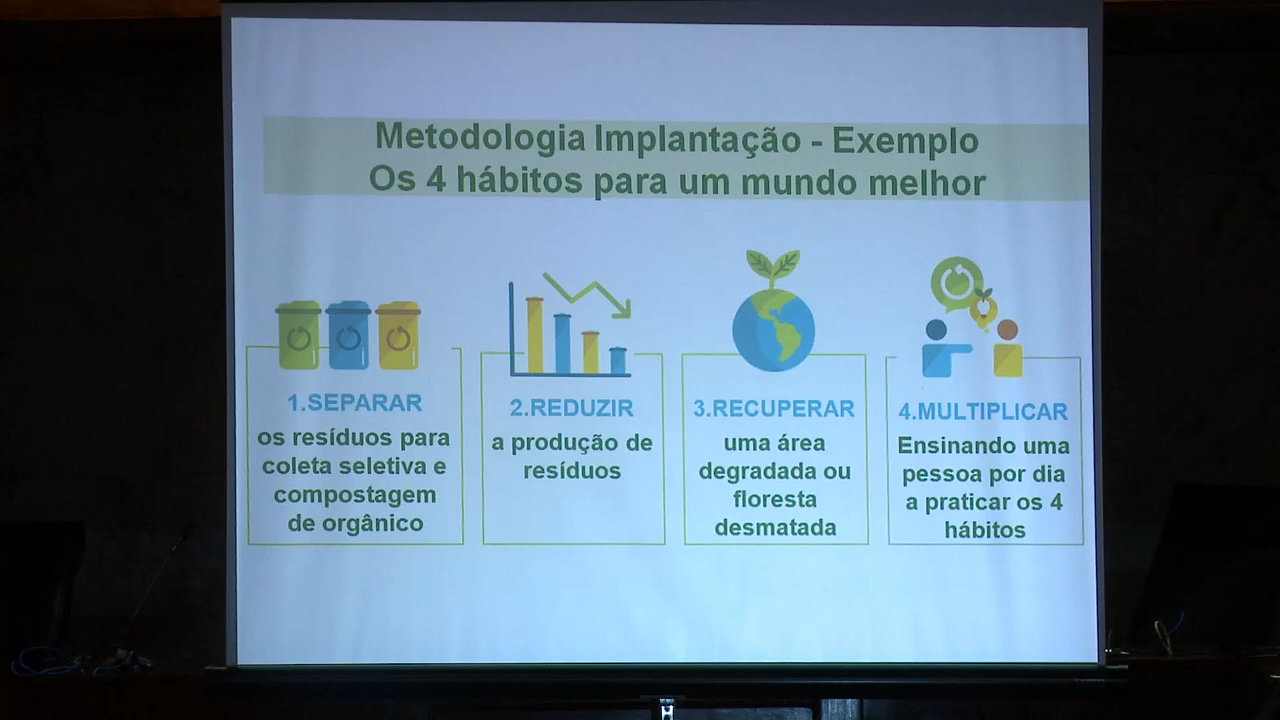 Metodologia Implantação - Exemplo
Os 4 hábitos para um mundo melhor
1.SEPARAR
os resíduos para
coleta seletiva e
compostagem
de orgânico
2.REDUZIR
a produção de
resíduos
3.RECUPERAR
uma área
degradada ou
floresta
desmatada
4.MULTIPLICAR
Ensinando uma
pessoa por dia
a praticar os 4
hábitos